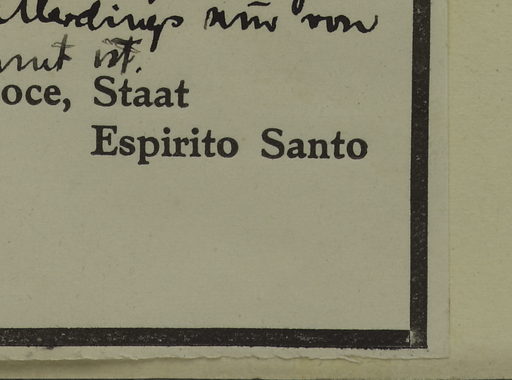 allerdings nur von
ist.
oce, Staat
Espirito Santo